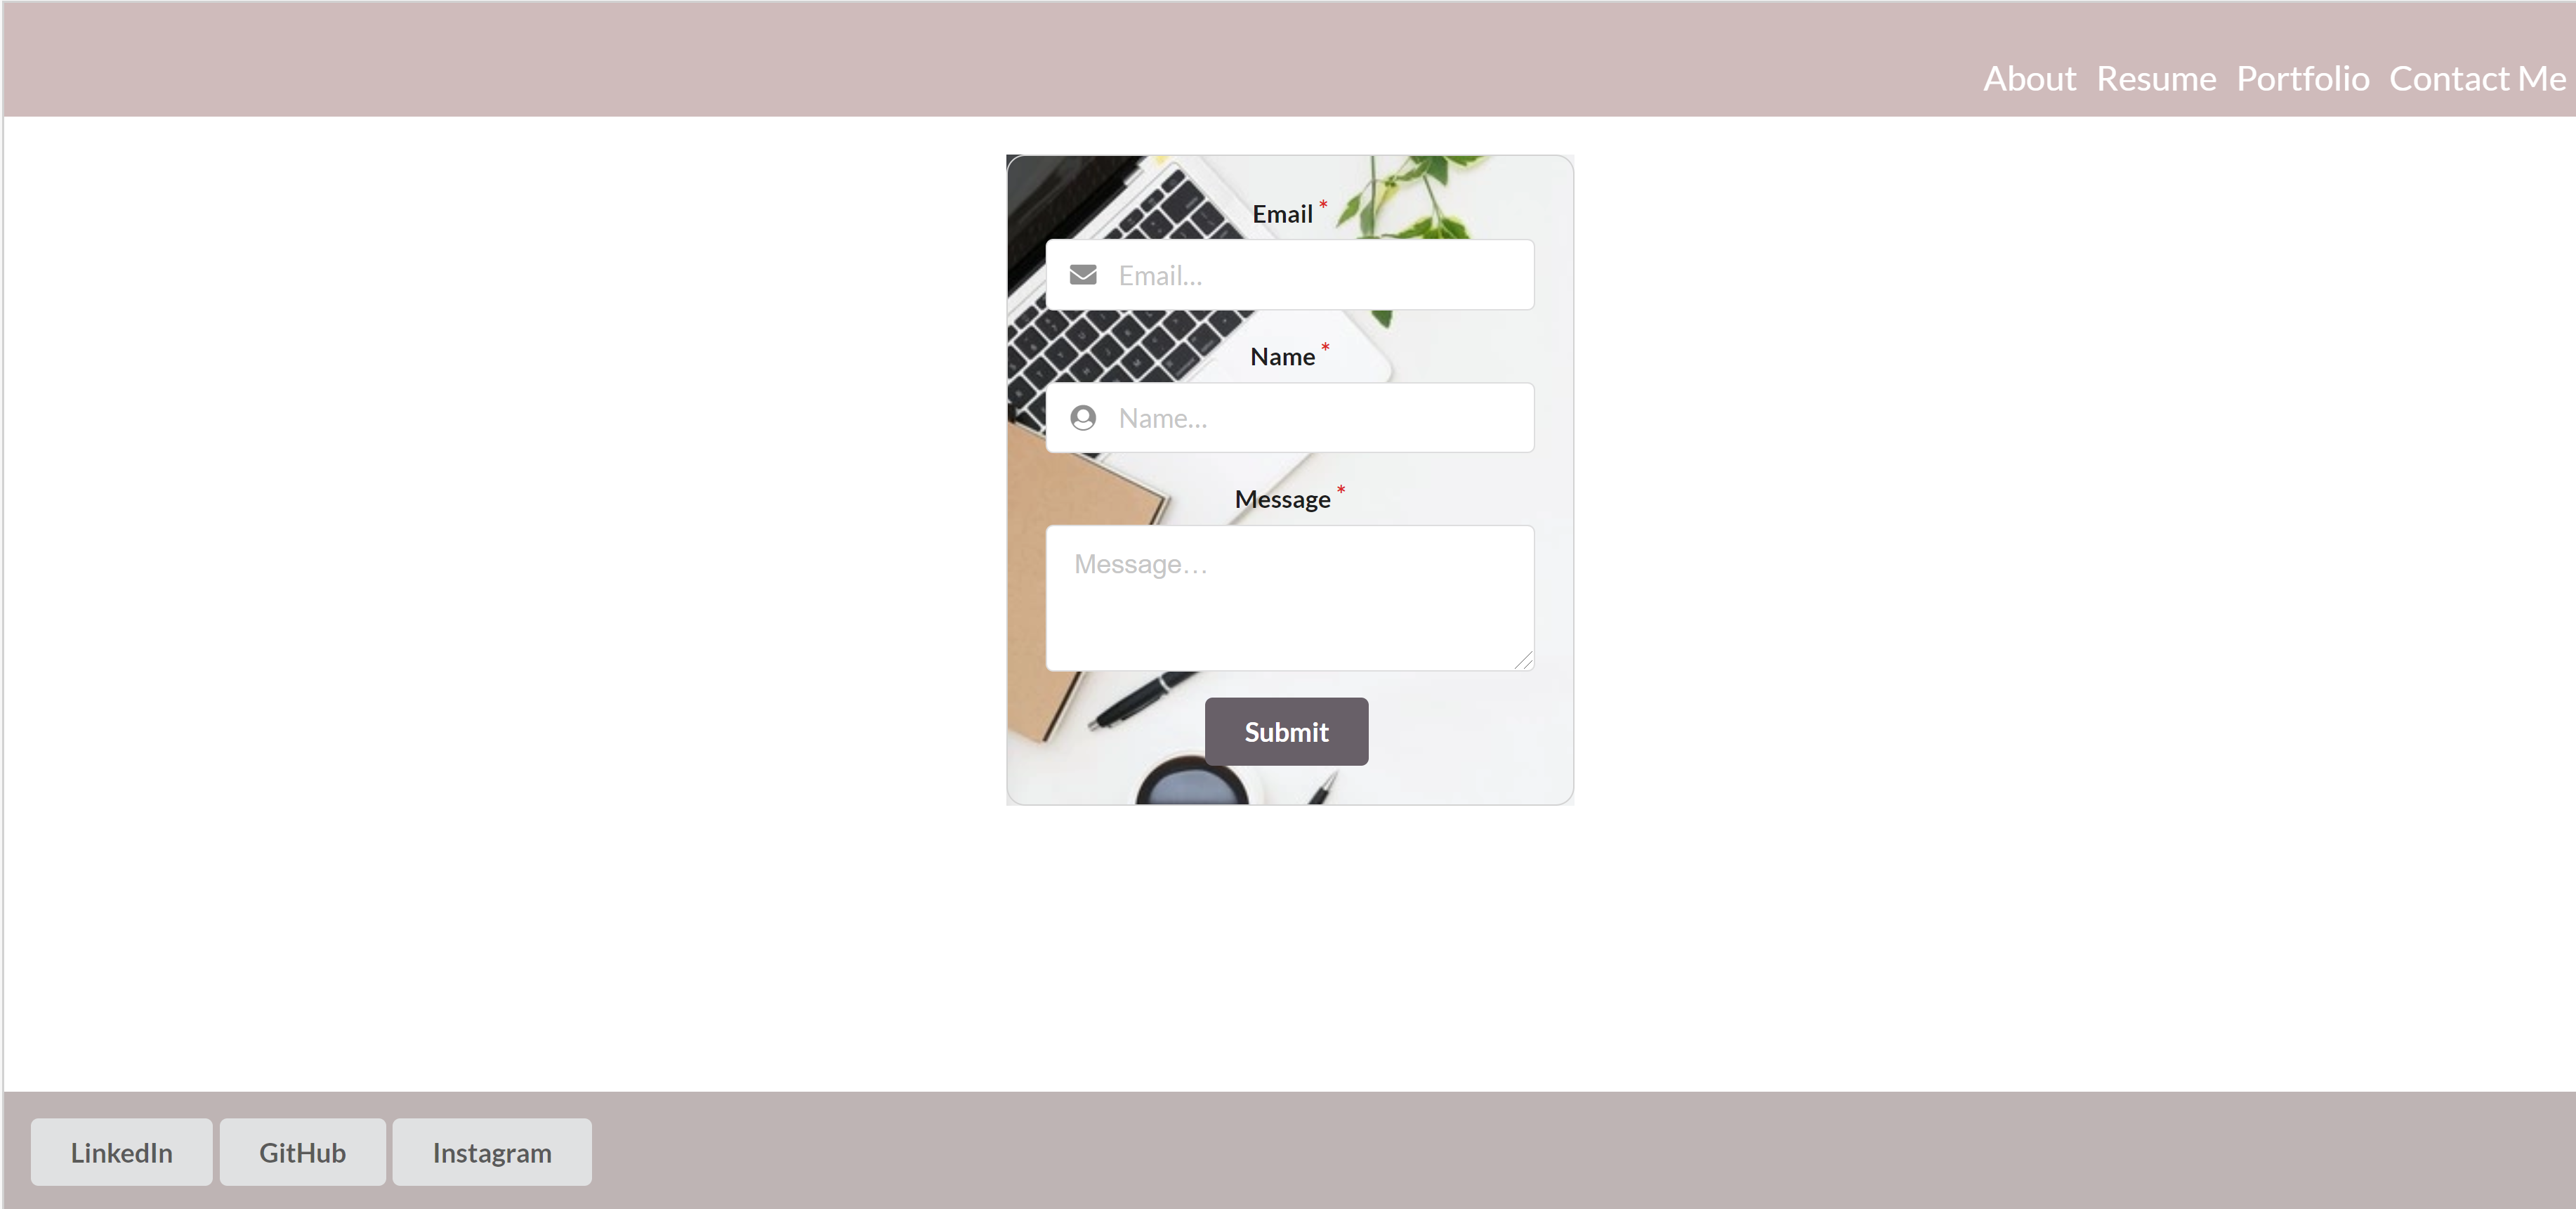 About Resume Portfolio Contact Me
Email *
Email...
Name *
Name...
Message *
Message...
Submit
LinkedIn GitHub Instagram